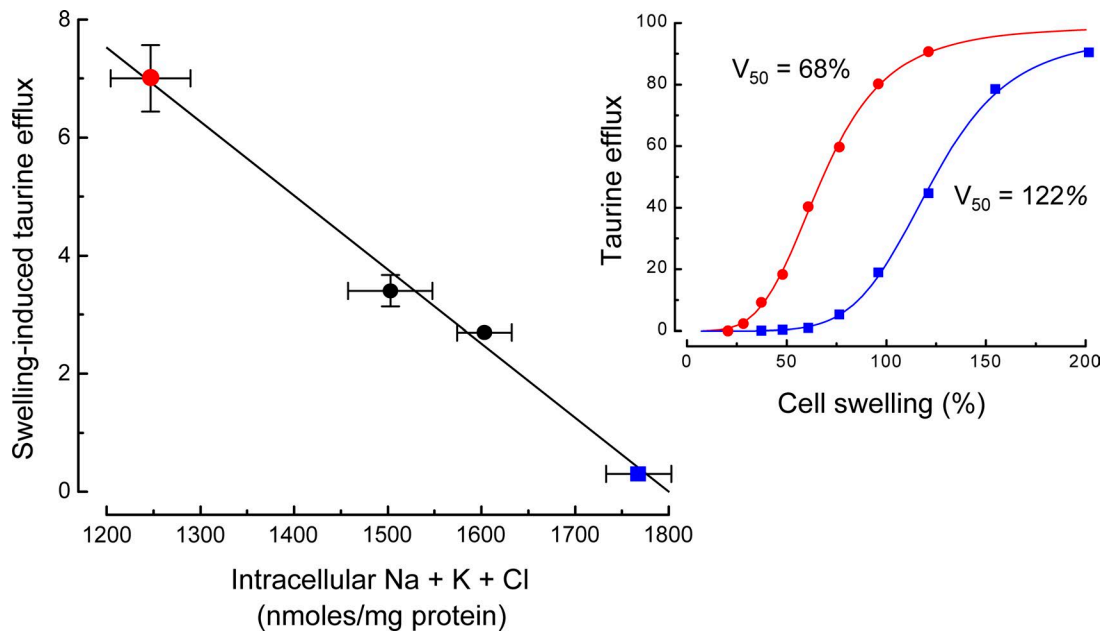 8
6
4
2
0
Swelling-induced taurine efflux
1200 1300 1400 1500 1600 1700 1800
Intracellular Na + K + Cl
(nmoles/mg protein)
100
80
60
40
20
0
Taurine efflux
V50 = 68%
V50 = 122%
0 50 100 150 200
Cell swelling (%)